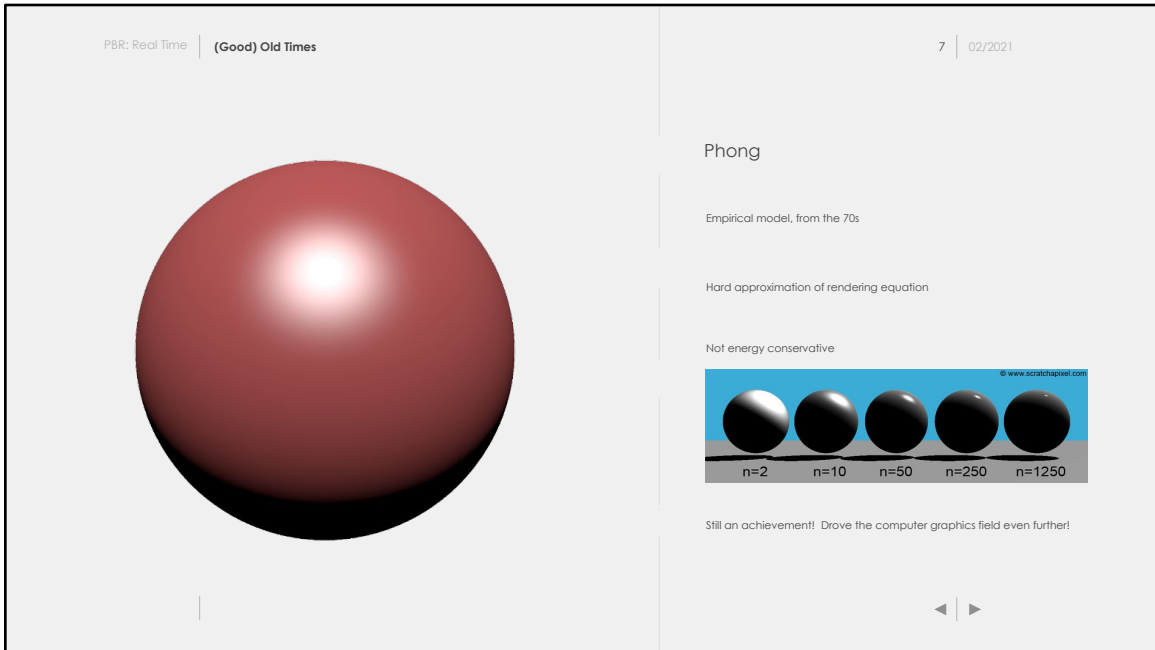 PBR: Real Time
(Good) Old Times
7
02/2021
Phong
Empirical model, from the 70s
Hard approximation of rendering equation
Not energy conservative
© www.scratchapixel.com
n=2 n=10 n=50 n=250 n=1250
Still an achievement! Drove the computer graphics field even further!